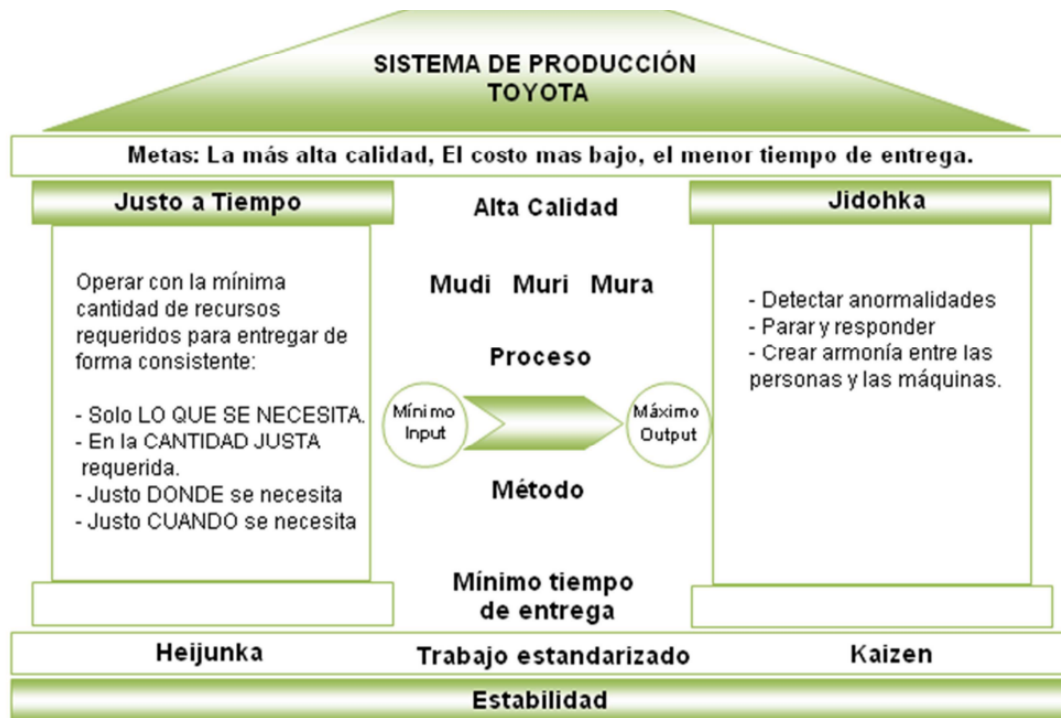 SISTEMA DE PRODUCCIÓN
TOYOTA
Metas: La más alta calidad, El costo mas bajo, el menor tiempo de entrega.
Justo a Tiempo
Operar con la mínima
cantidad de recursos
requeridos para entregar de
forma consistente:
- Solo LO QUE SE NECESITA.
- En la CANTIDAD JUSTA
requerida.
- Justo DONDE se necesita
- Justo CUANDO se necesita
Alta Calidad
Mudi Muri Mura
Proceso
Mínimo
Input
Máximo
Output
Método
Mínimo tiempo
de entrega
Jidohka
- Detectar anormalidades
- Parar y responder
- Crear armonía entre las
personas y las máquinas.
Heijunka
Trabajo estandarizado
Kaizen
Estabilidad